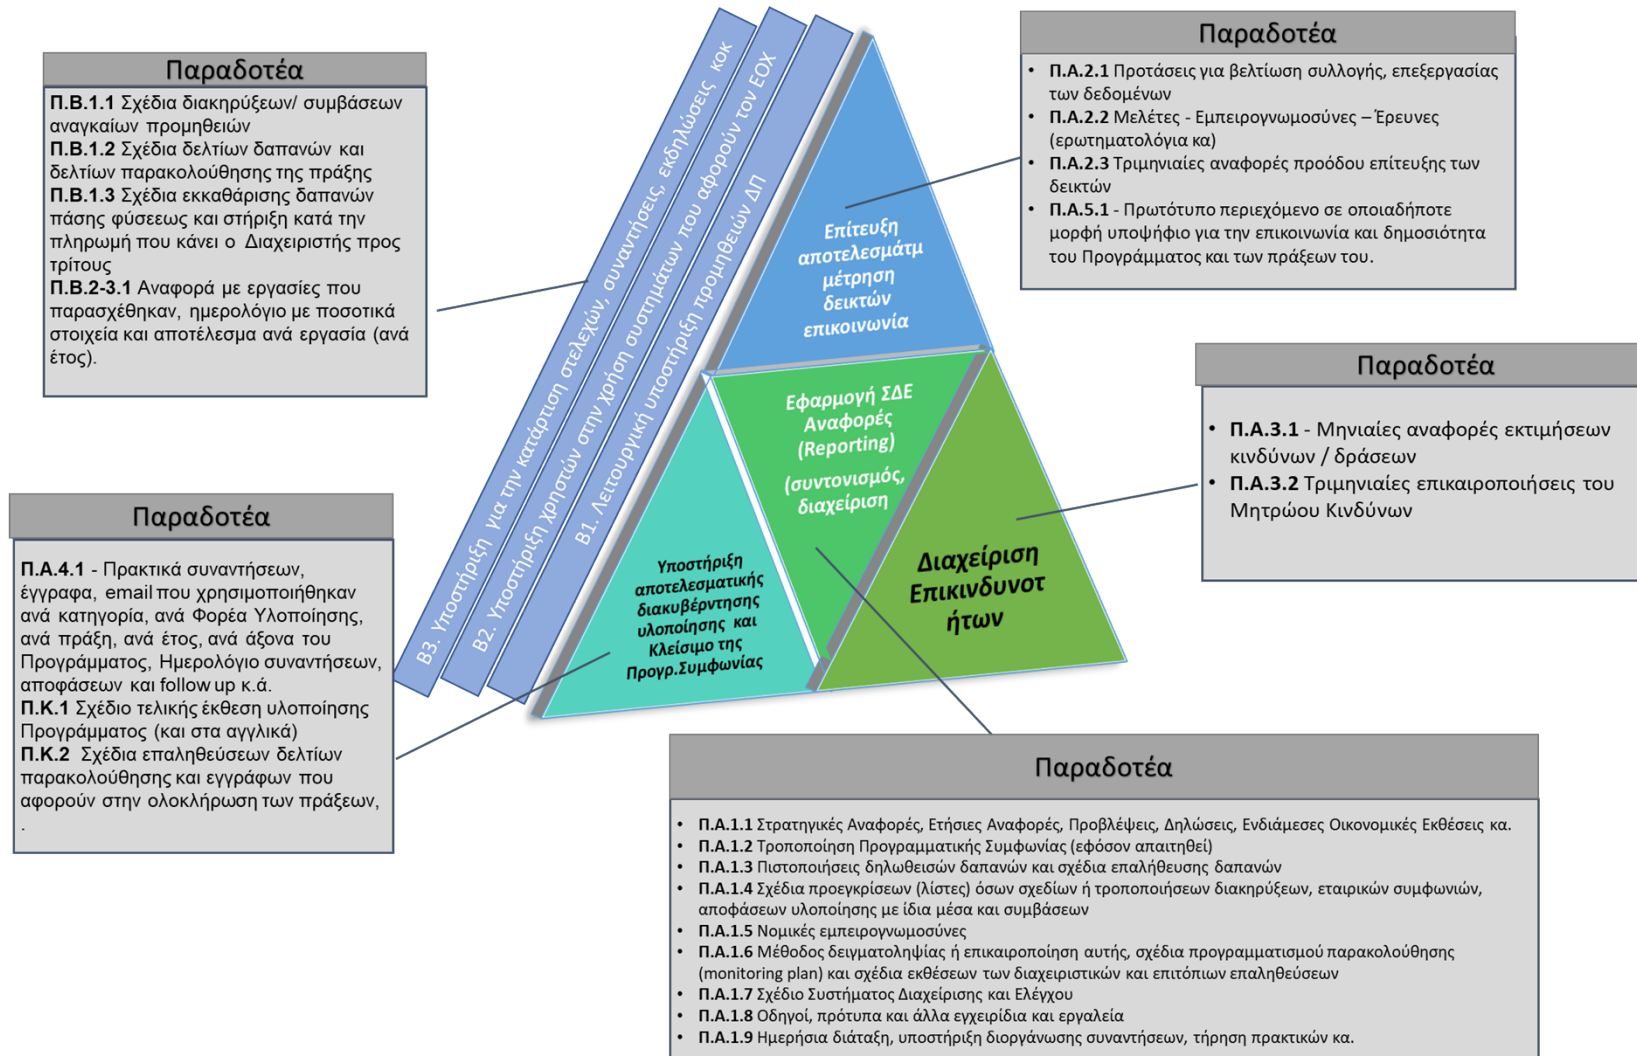 Παραδοτέα
Π.Β.1.1 Σχέδια διακηρύξεων/ συμβάσεων
αναγκαίων προμηθειών
Π.Β.1.2 Σχέδια δελτίων δαπανών και
δελτίων παρακολούθησης της πράξης
Π.Β.1.3 Σχέδια εκκαθάρισης δαπανών
πάσης φύσεεως και στήριξη κατά την
πληρωμή που κάνει ο Διαχειριστής προς
τρίτους
Π.Β.2-3.1 Αναφορά με εργασίες που
παρασχέθηκαν, ημερολόγιο με ποσοτικά
στοιχεία και αποτέλεσμα ανά εργασία (ανά
έτος).
Παραδοτέα
Π.Α.4.1 - Πρακτικά συναντήσεων,
έγγραφα, email που χρησιμοποιήθηκαν
ανά κατηγορία, ανά Φορέα Υλοποίησης,
ανά πράξη, ανά έτος, ανά άξονα του
Προγράμματος, Ημερολόγιο συναντήσεων,
αποφάσεων και follow up κ.ά.
Π.Κ.1 Σχέδιο τελικής έκθεση υλοποίησης
Προγράμματος (και στα αγγλικά)
Π.Κ.2 Σχέδια επαληθεύσεων δελτίων
παρακολούθησης και εγγράφων που
αφορούν στην ολοκλήρωση των πράξεων,
.
Β3. Υποστήριξη για την κατάρτιση στελεχών, συναντήσεις, εκδηλώσεις κοκ
Β2. Υποστήριξη χρηστών στην χρήση συστημάτων που αφορούν τον ΕΟΧ
Β1. Λειτουργική υποστήριξη προμηθειών ΔΠ
Επίτευξη
αποτελεσμάτμ
μέτρηση
δεικτών
επικοινωνία
Εφαρμογή ΣΔΕ
Αναφορές
(Reporting)
(συντονισμός,
διαχείριση
Υποστήριξη
αποτελεσματικής
διακυβέρντησης
υλοποίησης και
Κλείσιμο της
Προγρ.Συμφωνίας
Διαχείριση
Επικινδυνοτ
ήτων
Παραδοτέα
• Π.Α.2.1 Προτάσεις για βελτίωση συλλογής, επεξεργασίας
των δεδομένων
• Π.Α.2.2 Μελέτες - Εμπειρογνωμοσύνες – Έρευνες
(ερωτηματολόγια κα)
• Π.Α.2.3 Τριμηνιαίες αναφορές προόδου επίτευξης των
δεικτών
• Π.Α.5.1 - Πρωτότυπο περιεχόμενο σε οποιαδήποτε
μορφή υποψήφιο για την επικοινωνία και δημοσιότητα
του Προγράμματος και των πράξεων του.
Παραδοτέα
• Π.Α.3.1 - Μηνιαίες αναφορές εκτιμήσεων
κινδύνων / δράσεων
• Π.Α.3.2 Τριμηνιαίες επικαιροποιήσεις του
Μητρώου Κινδύνων
Παραδοτέα
• Π.Α.1.1 Στρατηγικές Αναφορές, Ετήσιες Αναφορές, Προβλέψεις, Δηλώσεις, Ενδιάμεσες Οικονομικές Εκθέσεις κα.
• Π.Α.1.2 Τροποποίηση Προγραμματικής Συμφωνίας (εφόσον απαιτηθεί)
• Π.Α.1.3 Πιστοποιήσεις δηλωθεισών δαπανών και σχέδια επαλήθευσης δαπανών
• Π.Α.1.4 Σχέδια προεγκρίσεων (λίστες) όσων σχεδίων ή τροποποιήσεων διακηρύξεων, εταιρικών συμφωνιών,
αποφάσεων υλοποίησης με ίδια μέσα και συμβάσεων
• Π.Α.1.5 Νομικές εμπειρογνωμοσύνες
• Π.Α.1.6 Μέθοδος δειγματοληψίας ή επικαιροποίηση αυτής, σχέδια προγραμματισμού παρακολούθησης
(monitoring plan) και σχέδια εκθέσεων των διαχειριστικών και επιτόπιων επαληθεύσεων
• Π.Α.1.7 Σχέδιο Συστήματος Διαχείρισης και Ελέγχου
• Π.Α.1.8 Οδηγοί, πρότυπα και άλλα εγχειρίδια και εργαλεία
• Π.Α.1.9 Ημερήσια διάταξη, υποστήριξη διοργάνωσης συναντήσεων, τήρηση πρακτικών κα.